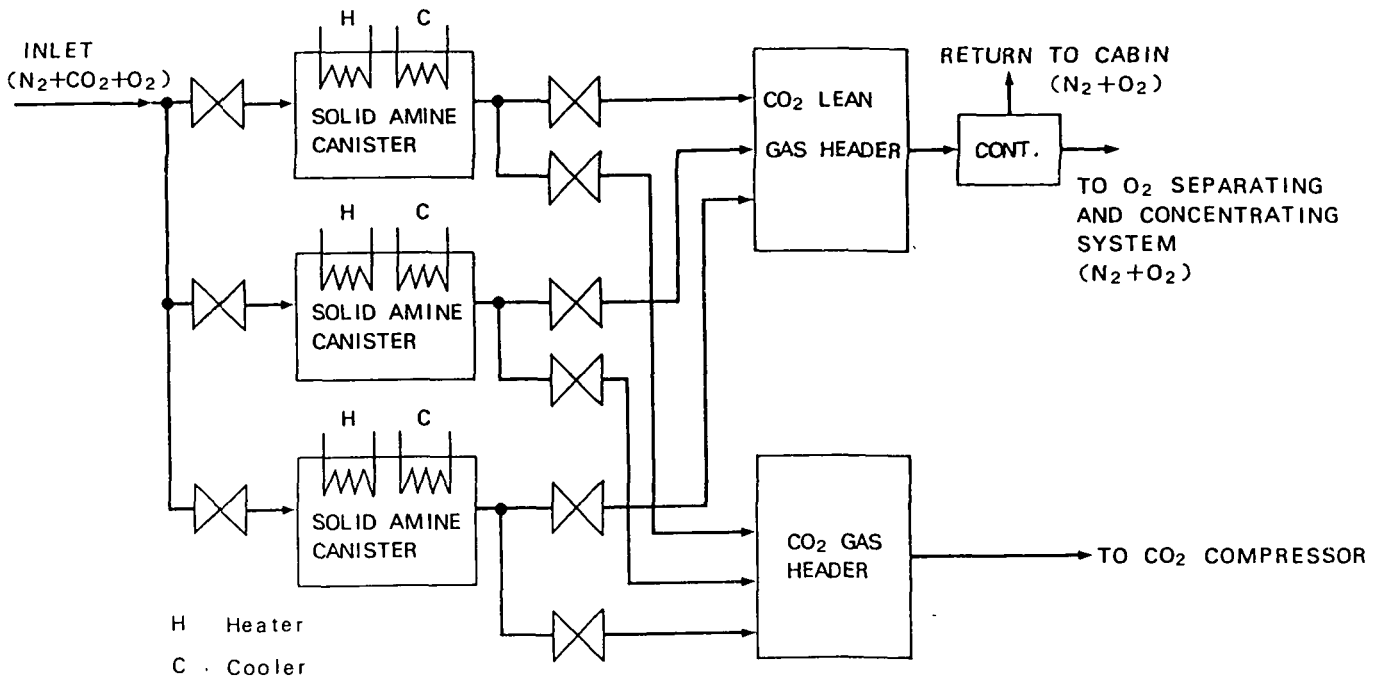 INLET
(N₂+CO₂+O₂)
H C
SOLID AMINE
CANISTER
H C
SOLID AMINE
CANISTER
H C
SOLID AMINE
CANISTER
CO₂ LEAN
GAS HEADER
RETURN TO CABIN
(N₂+O₂)
CONT.
TO O₂ SEPARATING
AND CONCENTRATING
SYSTEM
(N₂+O₂)
CO₂ GAS
HEADER
TO CO₂ COMPRESSOR
H Heater
C . Cooler